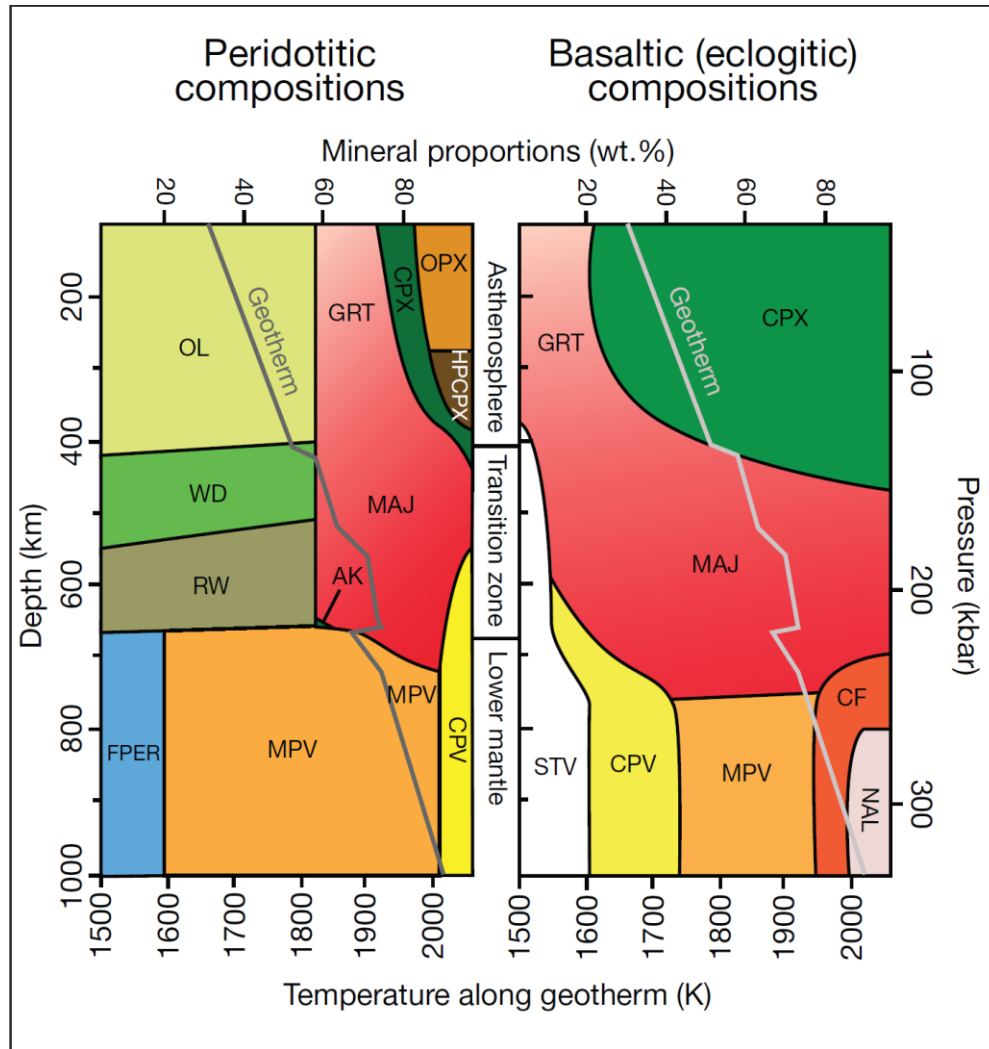 Peridotitic
compositions
Basaltic (eclogitic)
compositions
Mineral proportions (wt.%)
20 40 60 80
20 40 60 80
Depth (km)
200
400
600
800
1000
OL
Geotherm
GRT
CPX
OPX
HPCPX
WD
MAJ
RW
AK
FPER
MPV
MPV
CPV
Asthenosphere
Transition zone
Lower mantle
GRT
Geotherm
CPX
MAJ
STV
CPV
MPV
CF
NAL
100
200
300
Pressure (kbar)
1500 1600 1700 1800 1900 2000
1500 1600 1700 1800 1900 2000
Temperature along geotherm (K)